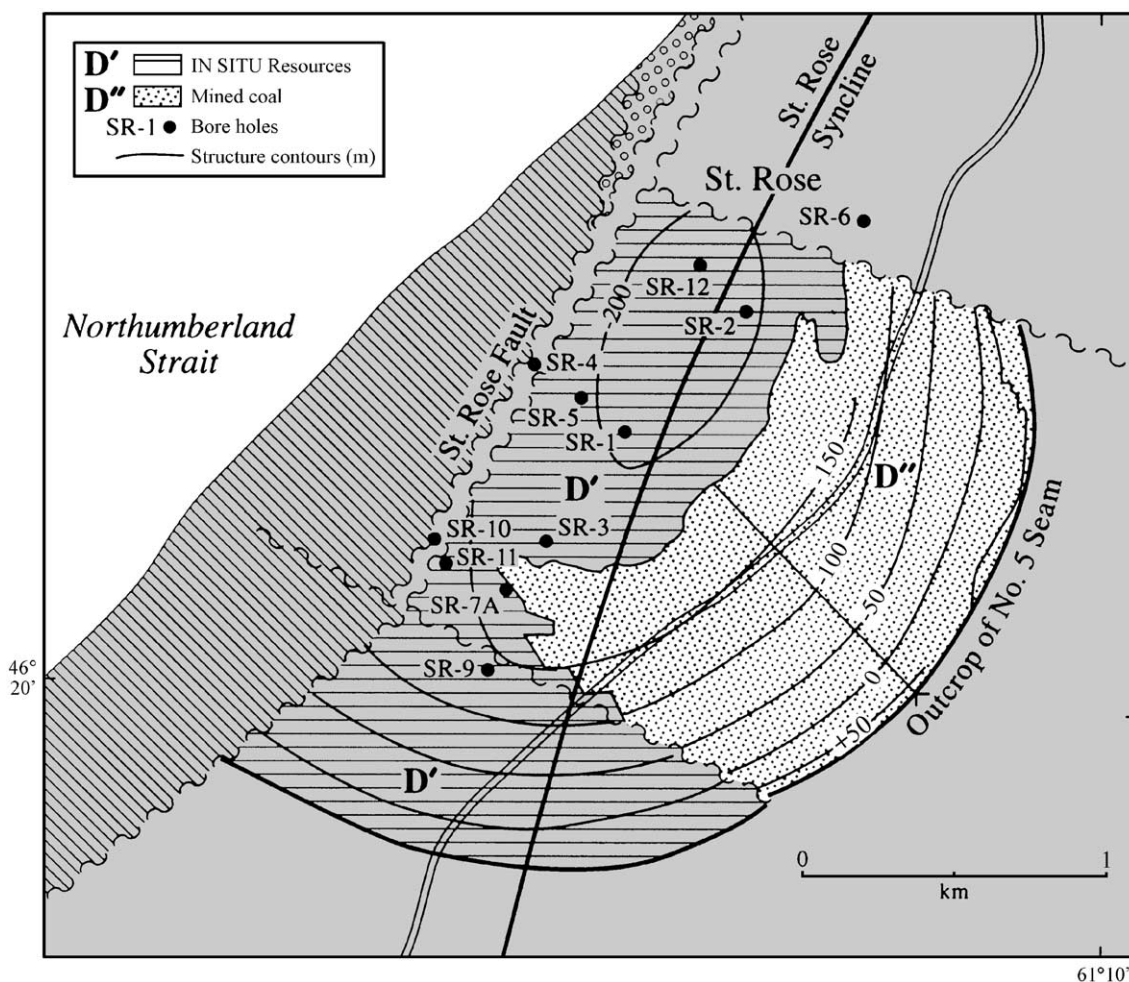 D′ IN SITU Resources
D″ Mined coal
SR-1 Bore holes
Structure contours (m)
St. Rose
Syncline
St. Rose
SR-6
SR-12
-200
SR-2
Northumberland
Strait
St. Rose Fault
SR-4
SR-5
SR-1
150
D″
D′
SR-10
SR-3
SR-11
-100
SR-7A
50
SR-9
46°
20′
0
Outcrop of No. 5 Seam
+50
D′
0 1
km
61°10′